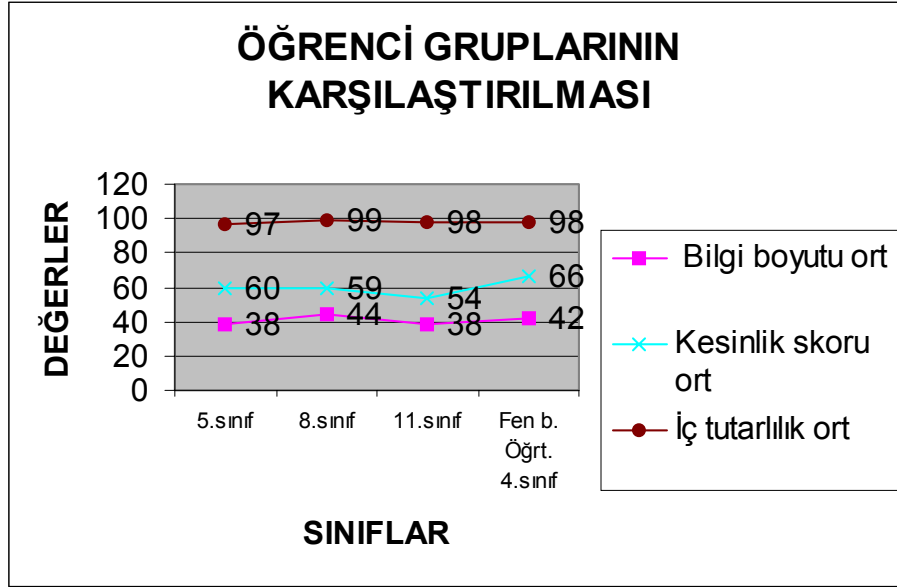 ÖĞRENCİ GRUPLARININ
KARŞILAŞTIRILMASI
DEĞERLER
120
100
80
60
40
20
0
97 99 98 98
60 59 54 66
38 44 38 42
5.sınıf 8.sınıf 11.sınıf Fen b.
Öğrt.
4.sınıf
SINIFLAR
Bilgi boyutu ort
Kesinlik skoru
ort
İç tutarlılık ort